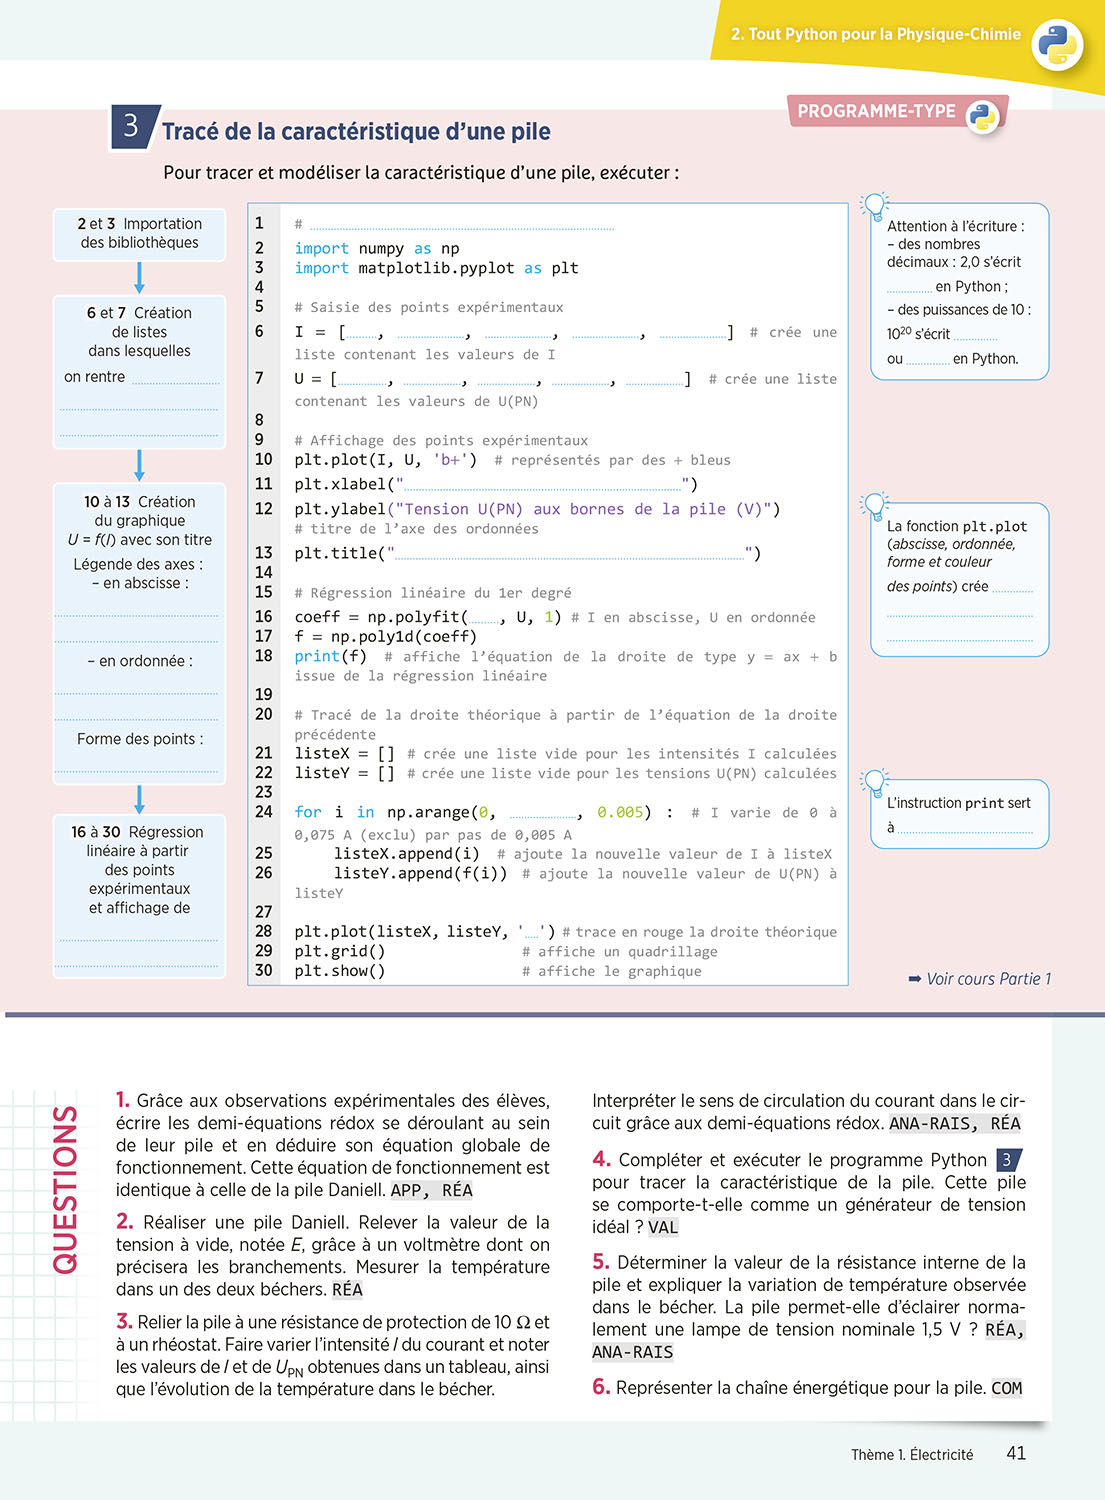 2. Tout Python pour la Physique-Chimie
PROGRAMME-TYPE
3 Tracé de la caractéristique d'une pile
Pour tracer et modéliser la caractéristique d'une pile, exécuter :
2 et 3 Importation
des bibliothèques
6 et 7 Création
de listes
dans lesquelles
on rentre ....................
....................
....................
10 à 13 Création
du graphique
U = f(I) avec son titre
Légende des axes :
– en abscisse :
....................
....................
– en ordonnée :
....................
....................
Forme des points :
....................
16 à 30 Régression
linéaire à partir
des points
expérimentaux
et affichage de
....................
....................
1 # ....................
2 import numpy as np
3 import matplotlib.pyplot as plt
4
5 # Saisie des points expérimentaux
6 I = [........, ........, ........, ........, ........] # crée une
liste contenant les valeurs de I
7 U = [........, ........, ........, ........, ........] # crée une liste
contenant les valeurs de U(PN)
8
9 # Affichage des points expérimentaux
10 plt.plot(I, U, 'b+') # représentés par des + bleus
11 plt.xlabel("....................")
12 plt.ylabel("Tension U(PN) aux bornes de la pile (V)")
# titre de l'axe des ordonnées
13 plt.title("....................")
14
15 # Régression linéaire du 1er degré
16 coeff = np.polyfit(........, U, 1) # I en abscisse, U en ordonnée
17 f = np.poly1d(coeff)
18 print(f) # affiche l'équation de la droite de type y = ax + b
issue de la régression linéaire
19
20 # Tracé de la droite théorique à partir de l'équation de la droite
précédente
21 listeX = [] # crée une liste vide pour les intensités I calculées
22 listeY = [] # crée une liste vide pour les tensions U(PN) calculées
23
24 for i in np.arange(0, ............, 0.005) : # I varie de 0 à
0,075 A (exclu) par pas de 0,005 A
25 listeX.append(i) # ajoute la nouvelle valeur de I à listeX
26 listeY.append(f(i)) # ajoute la nouvelle valeur de U(PN) à
listeY
27
28 plt.plot(listeX, listeY, '....') # trace en rouge la droite théorique
29 plt.grid() # affiche un quadrillage
30 plt.show() # affiche le graphique
Attention à l'écriture :
– des nombres
décimaux : 2,0 s'écrit
............ en Python ;
– des puissances de 10 :
10²⁰ s'écrit ............
ou ............ en Python.
La fonction plt.plot
(abscisse, ordonnée,
forme et couleur
des points) crée ............
....................
....................
L'instruction print sert
à ....................
➡ Voir cours Partie 1
QUESTIONS
1. Grâce aux observations expérimentales des élèves,
écrire les demi-équations rédox se déroulant au sein
de leur pile et en déduire son équation globale de
fonctionnement. Cette équation de fonctionnement est
identique à celle de la pile Daniell. APP, RÉA
2. Réaliser une pile Daniell. Relever la valeur de la
tension à vide, notée E, grâce à un voltmètre dont on
précisera les branchements. Mesurer la température
dans un des deux béchers. RÉA
3. Relier la pile à une résistance de protection de 10 Ω et
à un rhéostat. Faire varier l'intensité I du courant et noter
les valeurs de I et de UPN obtenues dans un tableau, ainsi
que l'évolution de la température dans le bécher.
Interpréter le sens de circulation du courant dans le cir-
cuit grâce aux demi-équations rédox. ANA-RAIS, RÉA
4. Compléter et exécuter le programme Python 3
pour tracer la caractéristique de la pile. Cette pile
se comporte-t-elle comme un générateur de tension
idéal ? VAL
5. Déterminer la valeur de la résistance interne de la
pile et expliquer la variation de température observée
dans le bécher. La pile permet-elle d'éclairer norma-
lement une lampe de tension nominale 1,5 V ? RÉA,
ANA-RAIS
6. Représenter la chaîne énergétique pour la pile. COM
Thème 1. Électricité 41